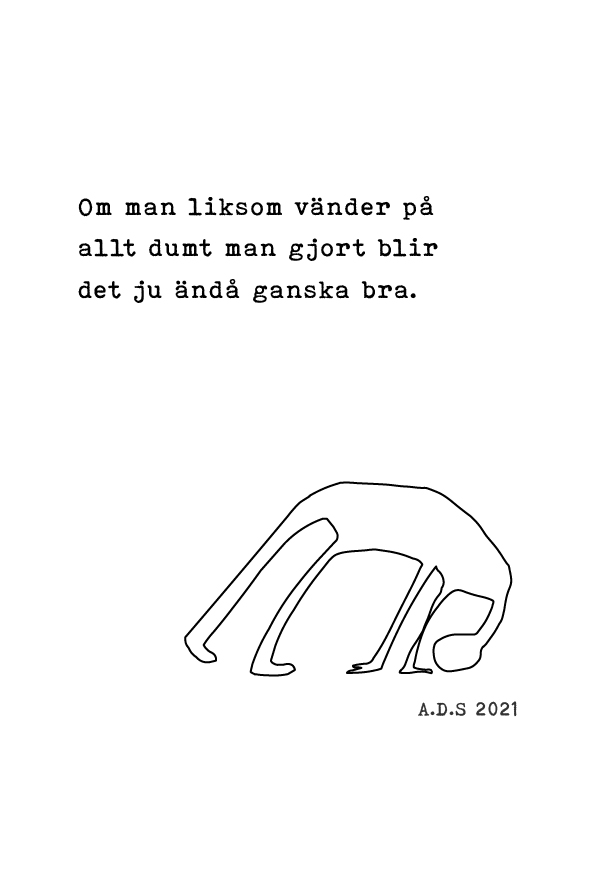 Om man liksom vänder på
allt dumt man gjort blir
det ju ändå ganska bra.
A.D.S 2021